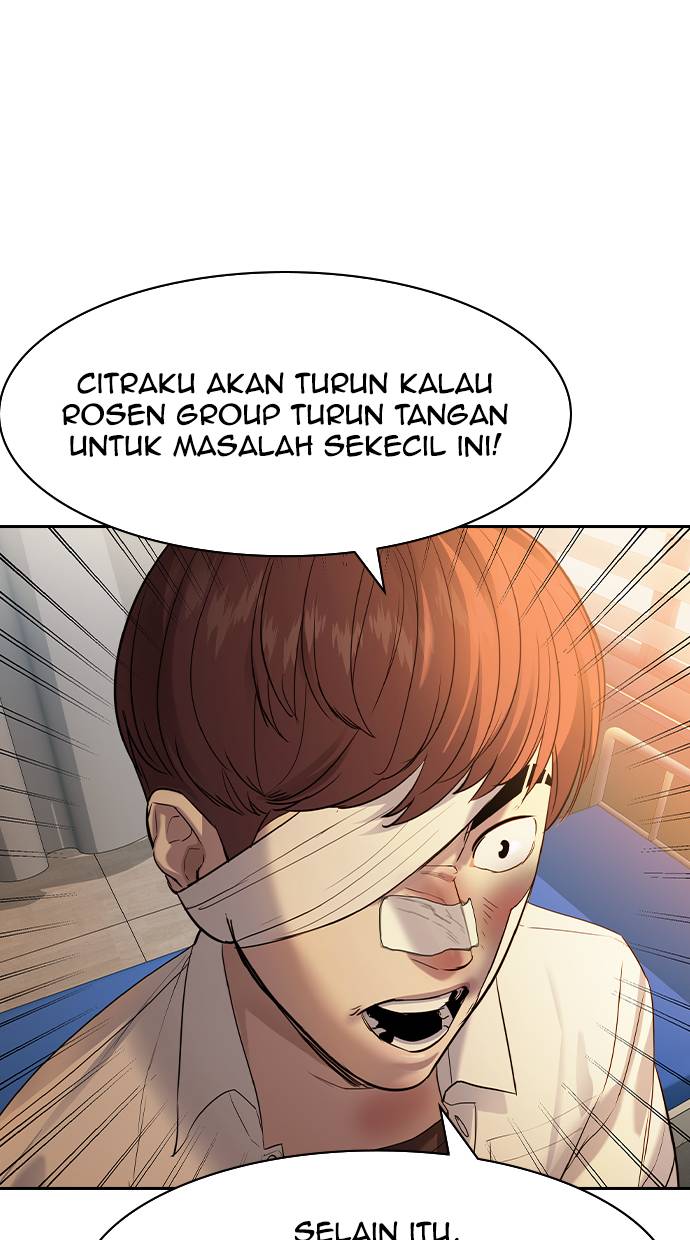 CITRAKU AKAN TURUN KALAU
ROSEN GROUP TURUN TANGAN
UNTUK MASALAH SEKECIL INI!
SELAIN ITU,